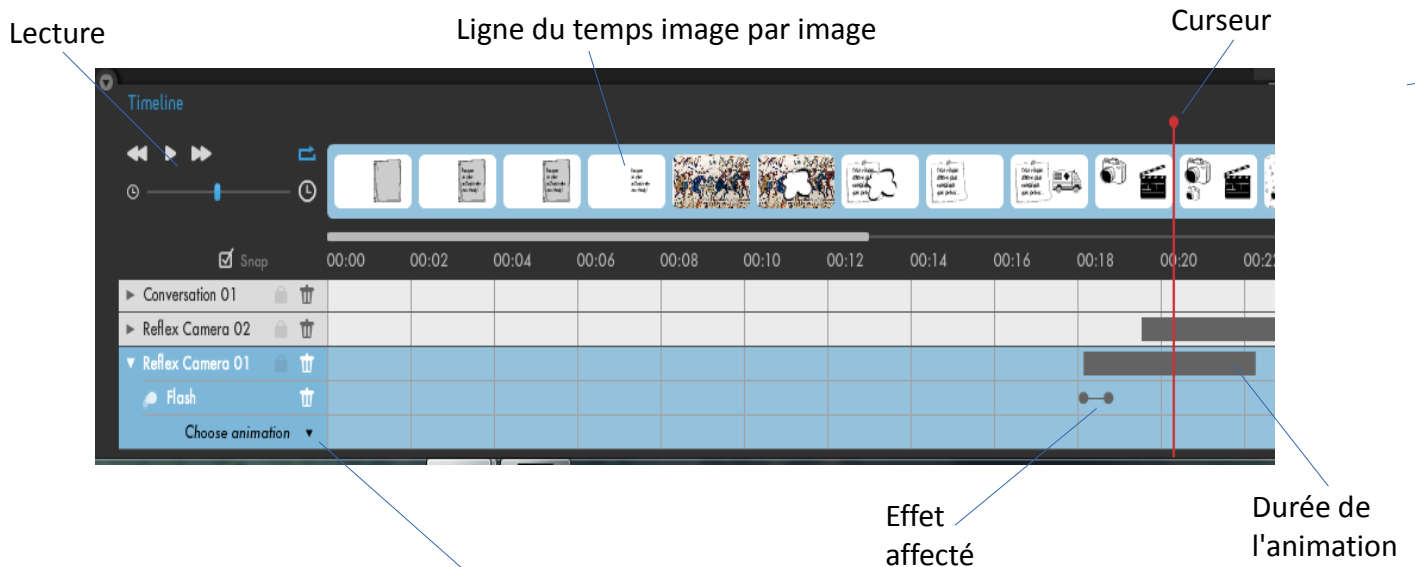 Lecture
Ligne du temps image par image
Curseur
Timeline
Snap
00:00 00:02 00:04 00:06 00:08 00:10 00:12 00:14 00:16 00:18 00:20 00:2
Conversation 01
Reflex Camera 02
Reflex Camera 01
Flash
Choose animation
Effet
affecté
Durée de
l'animation